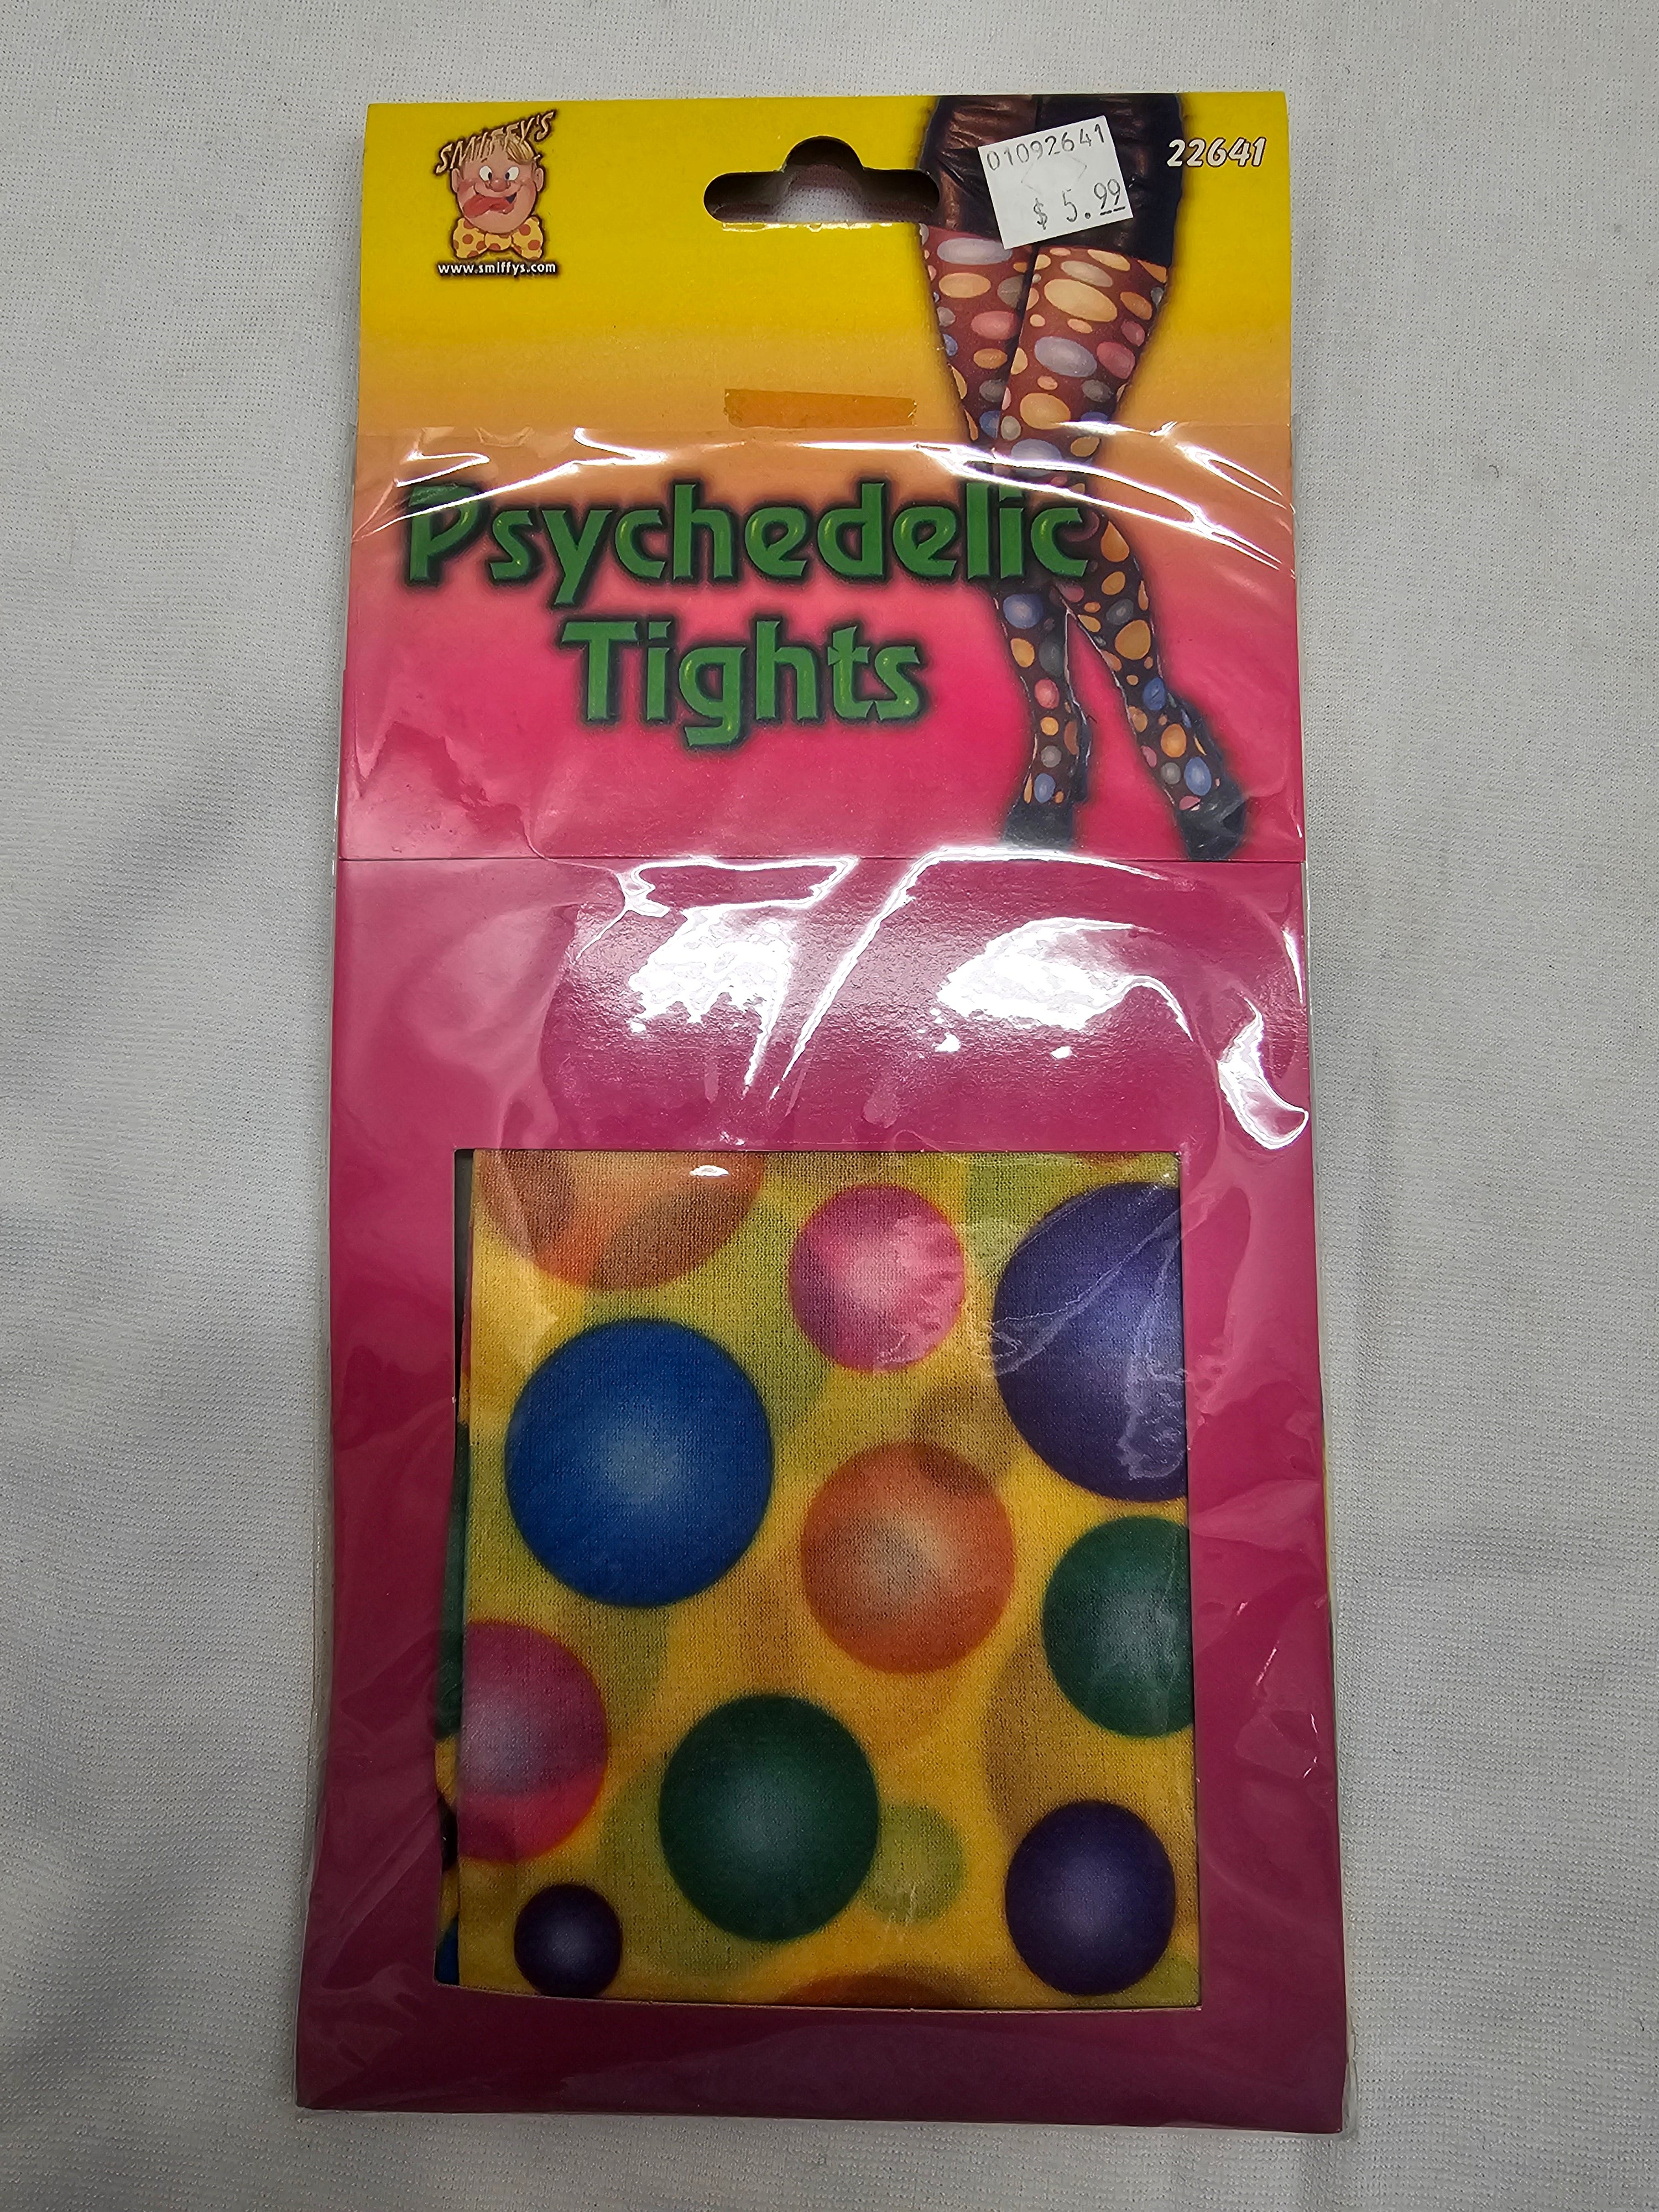 SMIFFY'S
www.smiffys.com
01092641
$ 5.99
22641
Psychedelic
Tights